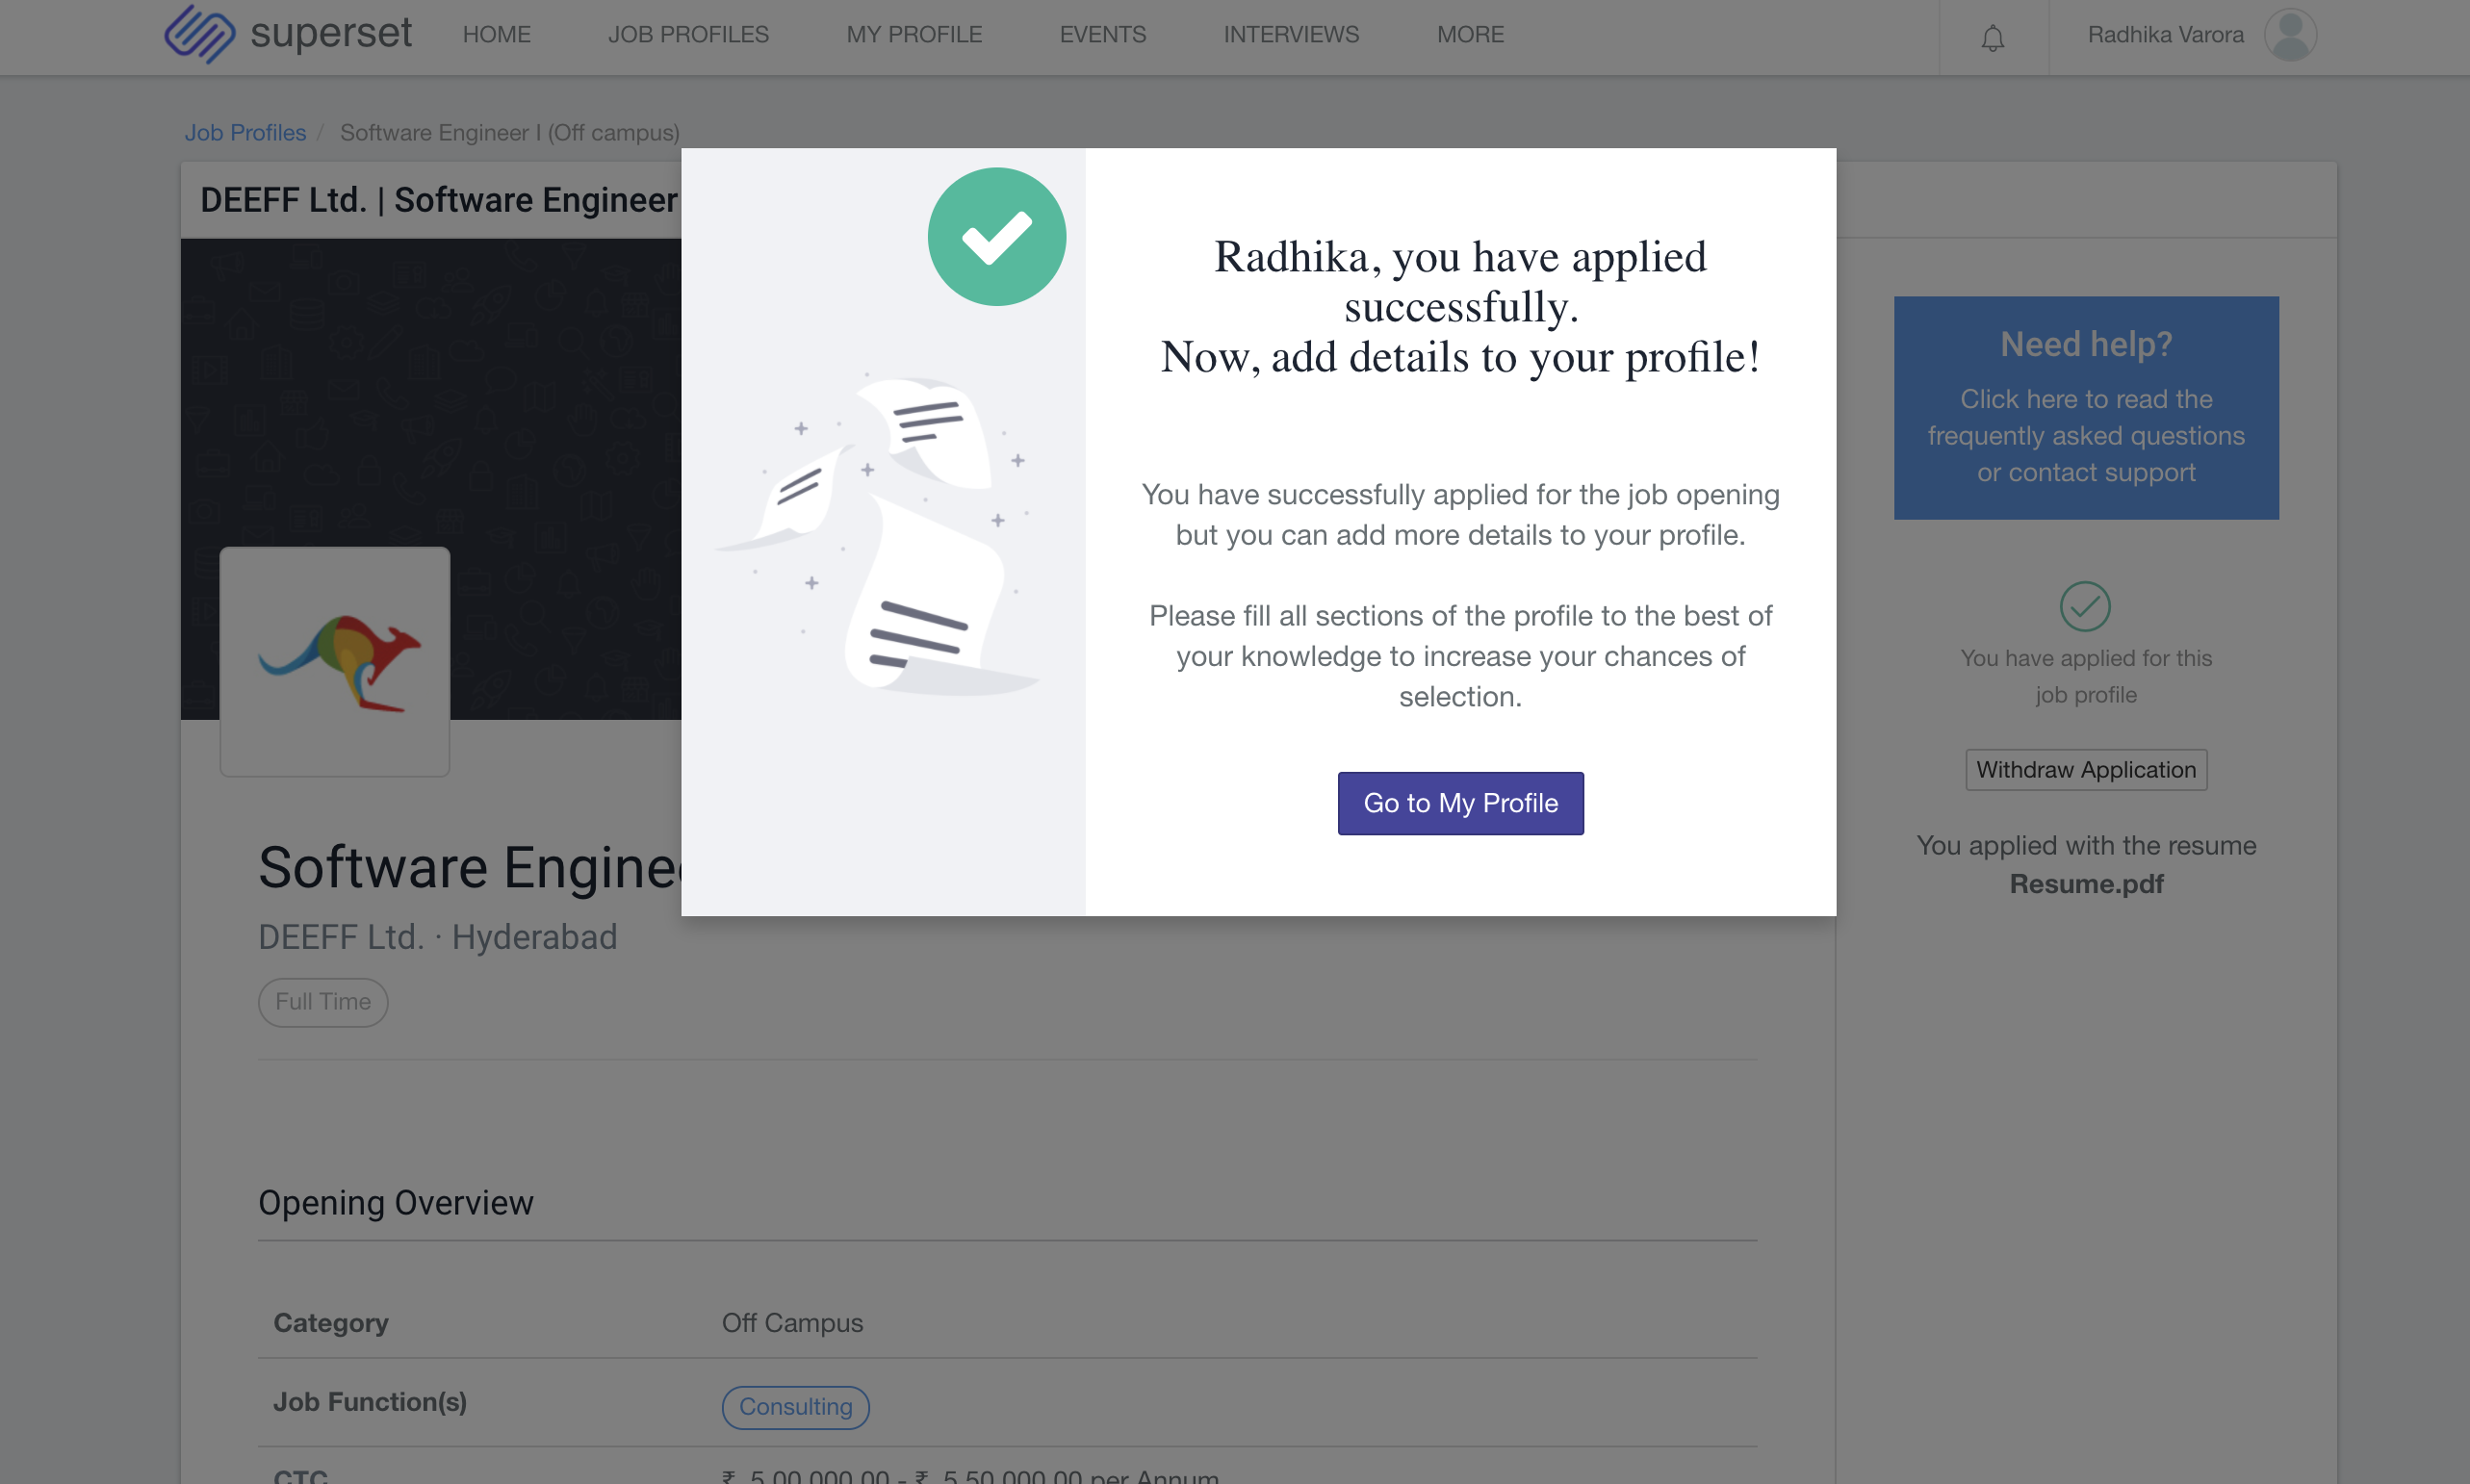 superset
HOME
JOB PROFILES
MY PROFILE
EVENTS
INTERVIEWS
MORE
Radhika Varora
Job Profiles / Software Engineer I (Off campus)
DEEFF Ltd. | Software Engineer
Radhika, you have applied
successfully.
Now, add details to your profile!
You have successfully applied for the job opening
but you can add more details to your profile.
Please fill all sections of the profile to the best of
your knowledge to increase your chances of
selection.
Go to My Profile
Need help?
Click here to read the
frequently asked questions
or contact support
You have applied for this
job profile
Withdraw Application
You applied with the resume
Resume.pdf
Software Enginee
DEEFF Ltd. · Hyderabad
Full Time
Opening Overview
Category Off Campus
Job Function(s) Consulting
CTC ₹ 5,00,000.00 - ₹ 5,50,000.00 per Annum